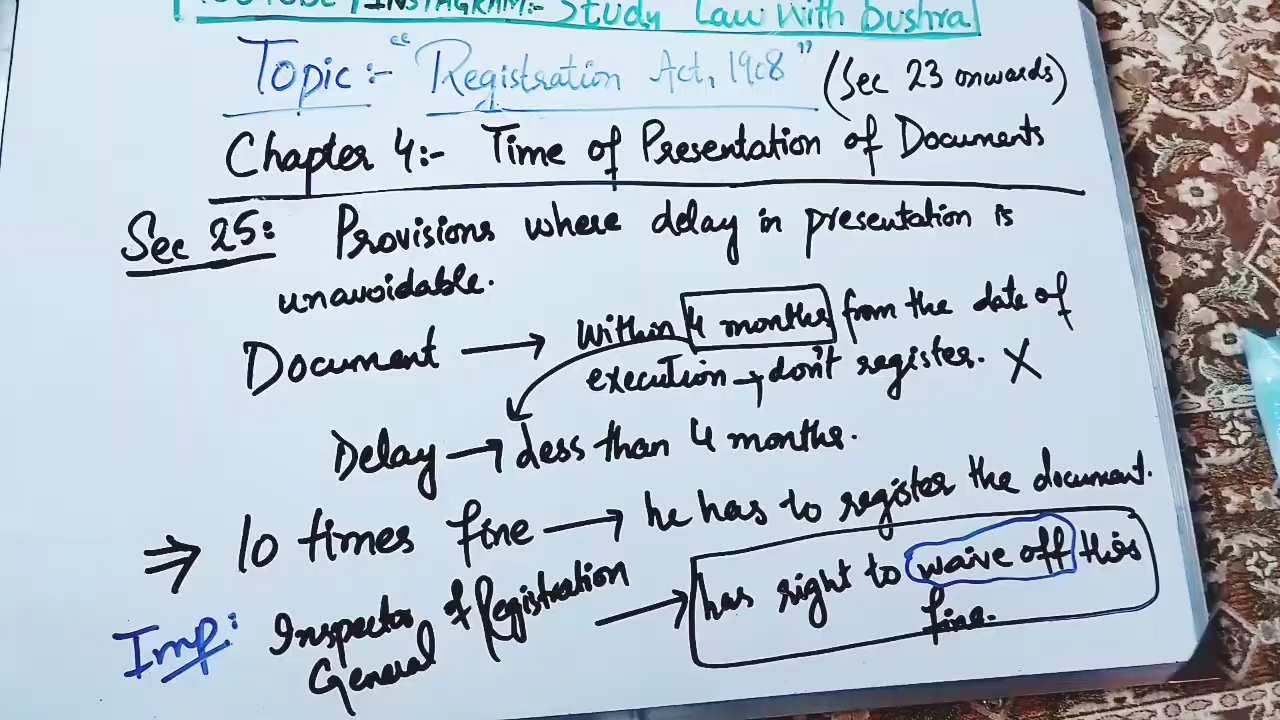 YOUTUBE / INSTAGRAM:- Study Law with bushra
Topic:- "Registration Act, 1908" (Sec 23 onwards)
Chapter 4:- Time of Presentation of Documents
Sec 25: Provisions where delay in presentation is
unavoidable.
Document → Within 4 months from the date of
execution → don't register. X
Delay → Less than 4 months.
⇒ 10 times fine → he has to register the document.
Imp: Inspector General of Registration → has right to waive off this
fine.